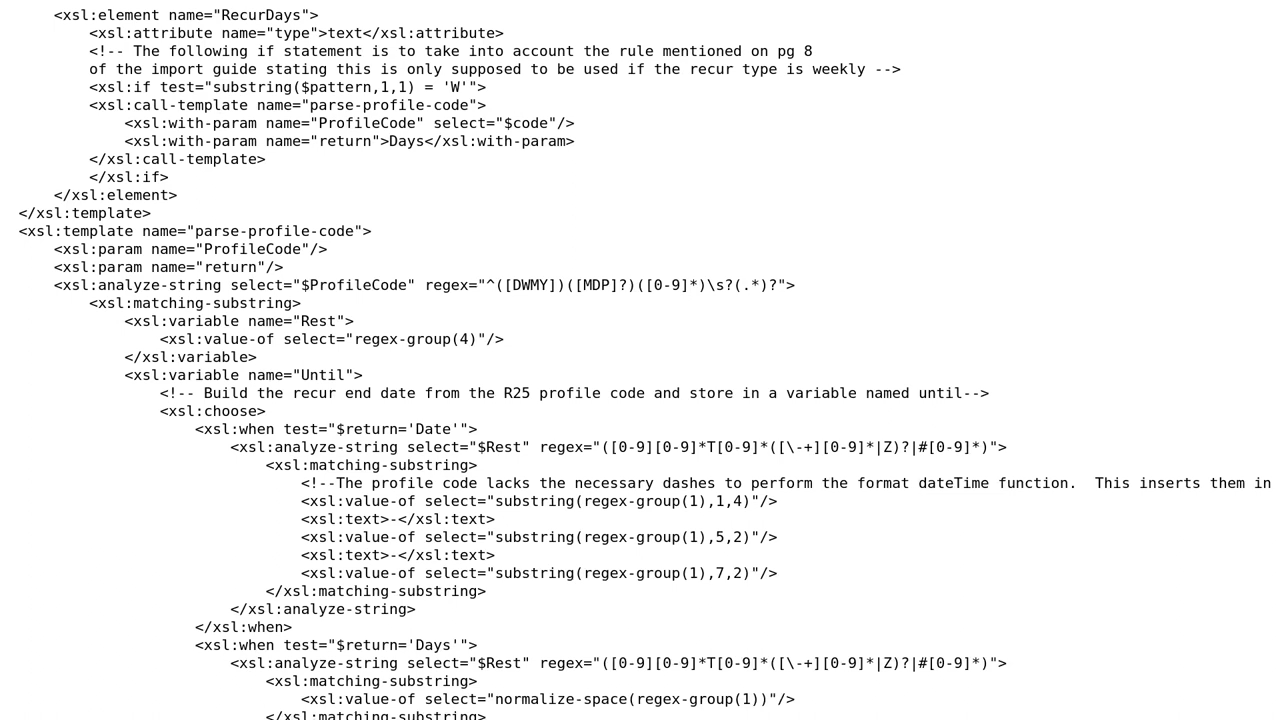 <xsl:element name="RecurDays">
<xsl:attribute name="type">text</xsl:attribute>
<!-- The following if statement is to take into account the rule mentioned on pg 8
of the import guide stating this is only supposed to be used if the recur type is weekly -->
<xsl:if test="substring($pattern,1,1) = 'W'">
<xsl:call-template name="parse-profile-code">
<xsl:with-param name="ProfileCode" select="$code"/>
<xsl:with-param name="return">Days</xsl:with-param>
</xsl:call-template>
</xsl:if>
</xsl:element>
</xsl:template>
<xsl:template name="parse-profile-code">
<xsl:param name="ProfileCode"/>
<xsl:param name="return"/>
<xsl:analyze-string select="$ProfileCode" regex="^([DWMY])([MDP]?)([0-9]*)\s?(.*)?">
<xsl:matching-substring>
<xsl:variable name="Rest">
<xsl:value-of select="regex-group(4)"/>
</xsl:variable>
<xsl:variable name="Until">
<!-- Build the recur end date from the R25 profile code and store in a variable named until-->
<xsl:choose>
<xsl:when test="$return='Date'">
<xsl:analyze-string select="$Rest" regex="([0-9][0-9]*T[0-9]*([\-+][0-9]*|Z)?|#[0-9]*)">
<xsl:matching-substring>
<!--The profile code lacks the necessary dashes to perform the format dateTime function.  This inserts them in
<xsl:value-of select="substring(regex-group(1),1,4)"/>
<xsl:text>-</xsl:text>
<xsl:value-of select="substring(regex-group(1),5,2)"/>
<xsl:text>-</xsl:text>
<xsl:value-of select="substring(regex-group(1),7,2)"/>
</xsl:matching-substring>
</xsl:analyze-string>
</xsl:when>
<xsl:when test="$return='Days'">
<xsl:analyze-string select="$Rest" regex="([0-9][0-9]*T[0-9]*([\-+][0-9]*|Z)?|#[0-9]*)">
<xsl:matching-substring>
<xsl:value-of select="normalize-space(regex-group(1))"/>
</xsl:matching-substring>